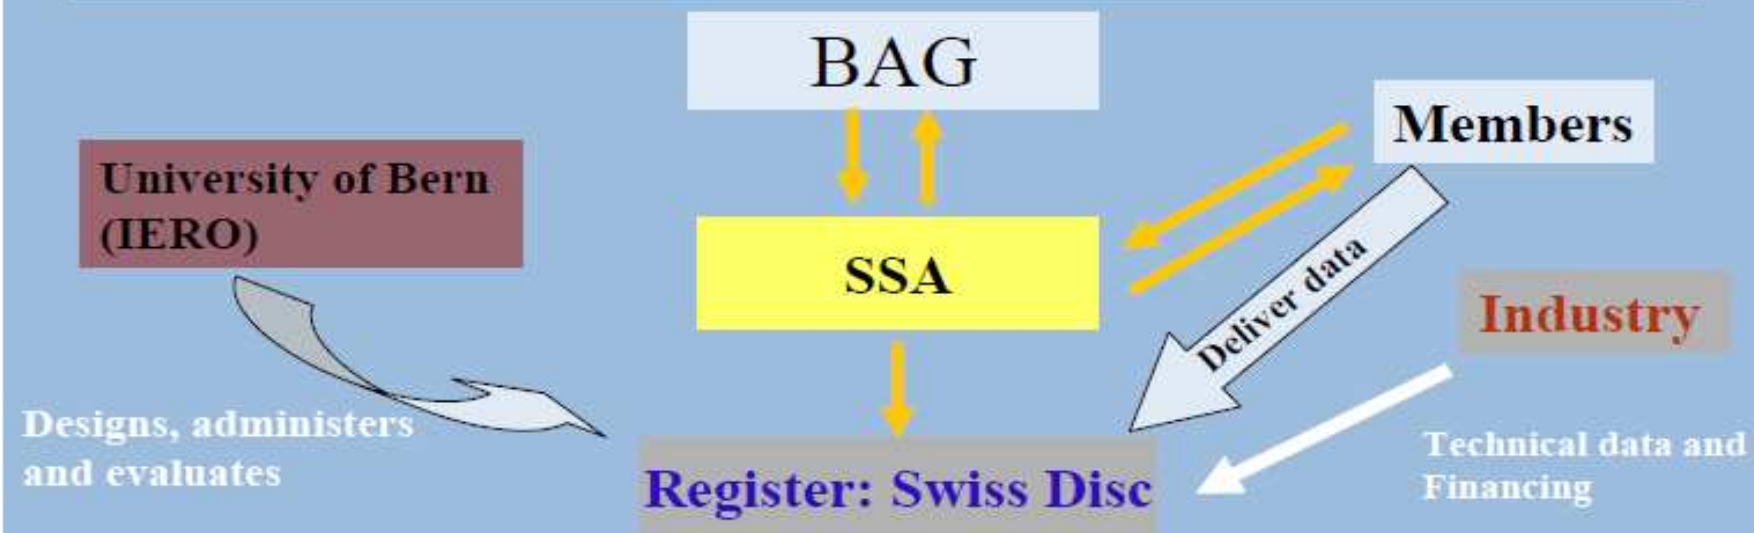 BAG
Members
University of Bern
(IERO)
SSA
Deliver data
Industry
Designs, administers
and evaluates
Technical data and
Financing
Register: Swiss Disc